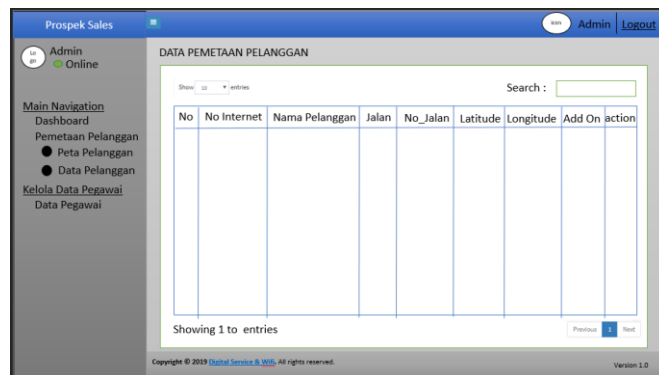 Prospek Sales
icon
Admin
Logout
Lo
go
Admin
Online
Main Navigation
Dashboard
Pemetaan Pelanggan
Peta Pelanggan
Data Pelanggan
Kelola Data Pegawai
Data Pegawai
DATA PEMETAAN PELANGGAN
Show 10 entries
Search :
No No Internet Nama Pelanggan Jalan No_Jalan Latitude Longitude Add On action
Showing 1 to entries
Previous 1 Next
Copyright © 2019 Digital Service & Wifi. All rights reserved.
Version 1.0